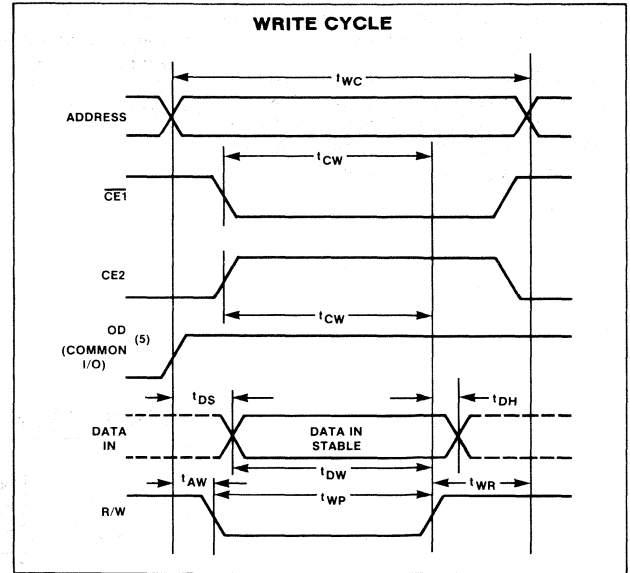 WRITE CYCLE
tWC
ADDRESS
tCW
CE1
CE2
tCW
OD (5)
(COMMON
I/O)
tDS
tDH
DATA
IN
DATA IN
STABLE
tDW
tAW
tWP
tWR
R/W